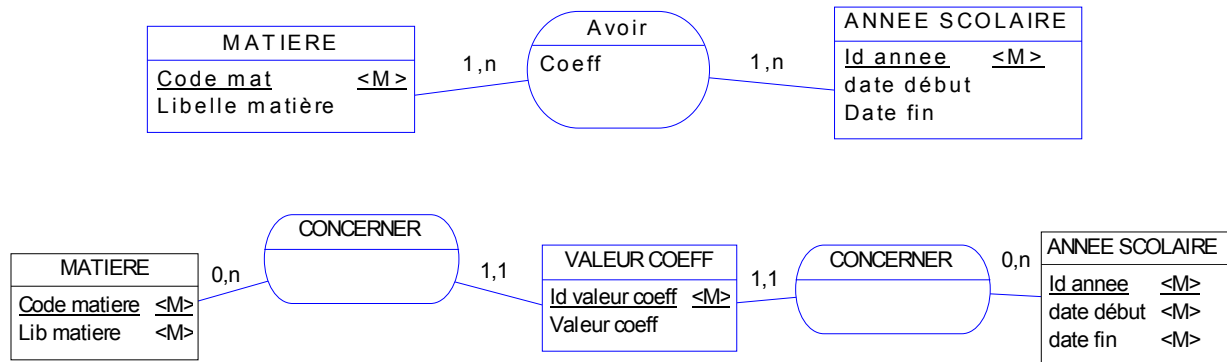 MATIERE
Code mat <M>
Libelle matière
1,n
Avoir
Coeff
1,n
ANNEE SCOLAIRE
Id annee <M>
date début
Date fin
MATIERE
Code matiere <M>
Lib matiere <M>
0,n
CONCERNER
1,1
VALEUR COEFF
Id valeur coeff <M>
Valeur coeff
1,1
CONCERNER
0,n
ANNEE SCOLAIRE
Id annee <M>
date début <M>
date fin <M>